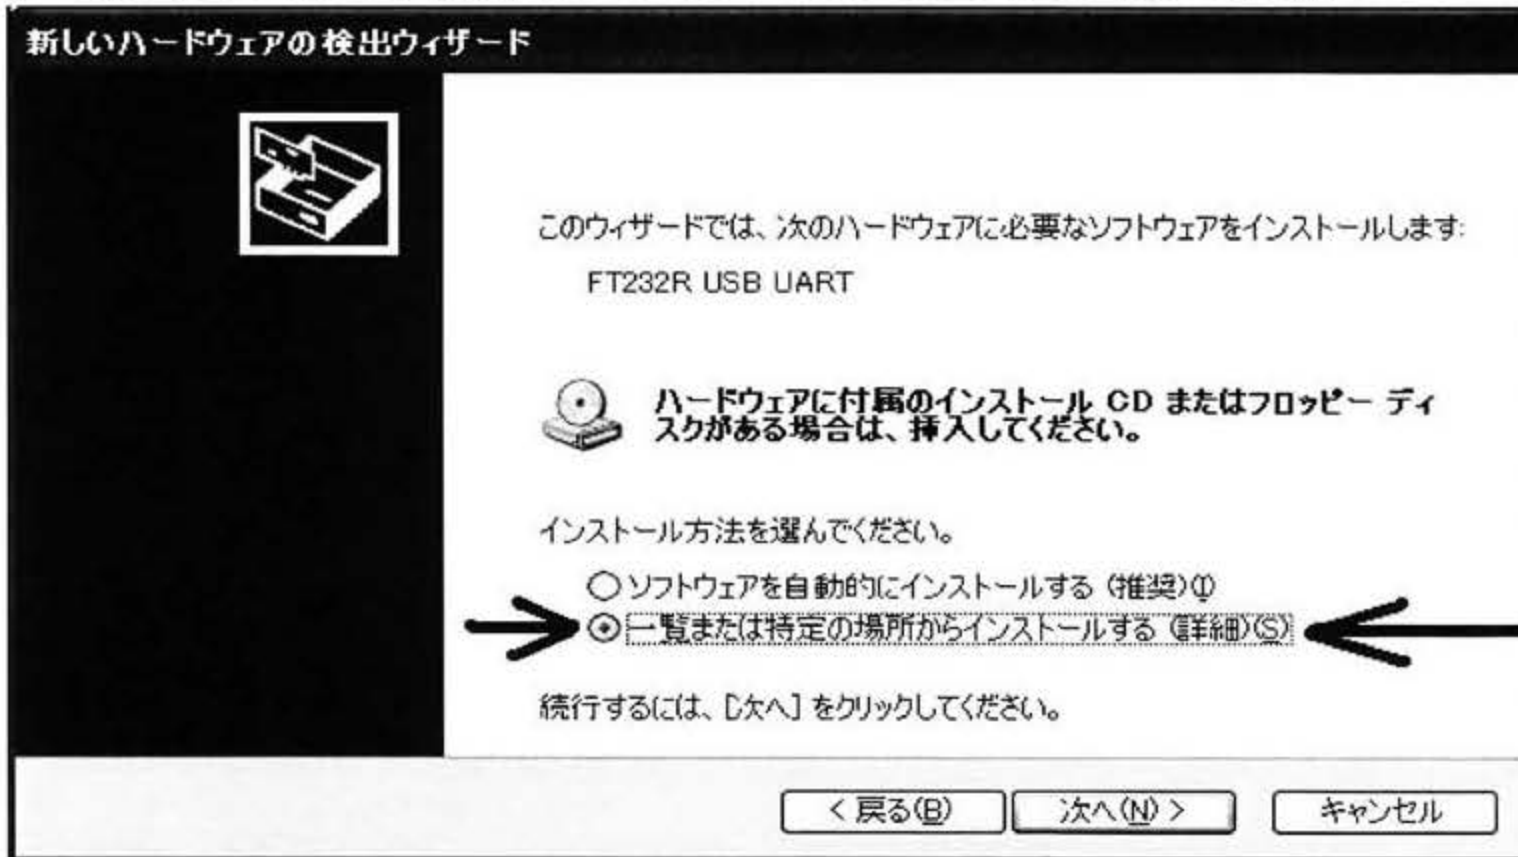 新しいハードウェアの検出ウィザード
このウィザードでは、次のハードウェアに必要なソフトウェアをインストールします:
FT232R USB UART
ハードウェアに付属のインストール CD またはフロッピー ディ
スクがある場合は、挿入してください。
インストール方法を選んでください。
ソフトウェアを自動的にインストールする (推奨)(I)
一覧または特定の場所からインストールする (詳細)(S)
続行するには、[次へ] をクリックしてください。
< 戻る(B)
次へ(N) >
キャンセル